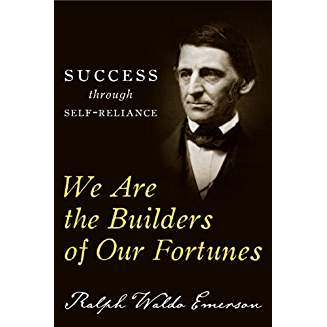 SUCCESS
through
SELF-RELIANCE
We Are
the Builders
of Our Fortunes
Ralph Waldo Emerson